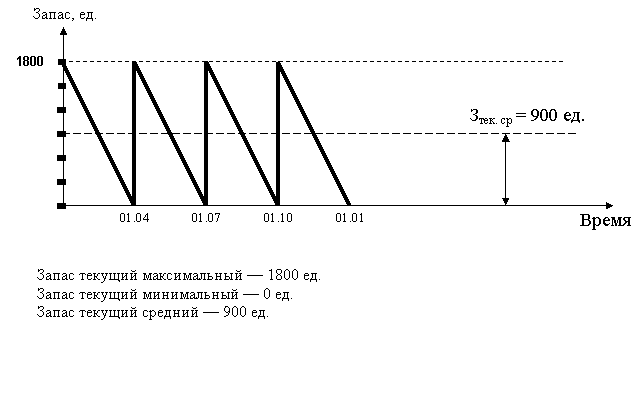 Запас, ед.
1800
Зтек. ср = 900 ед.
01.04 01.07 01.10 01.01
Время
Запас текущий максимальный — 1800 ед.
Запас текущий минимальный — 0 ед.
Запас текущий средний — 900 ед.